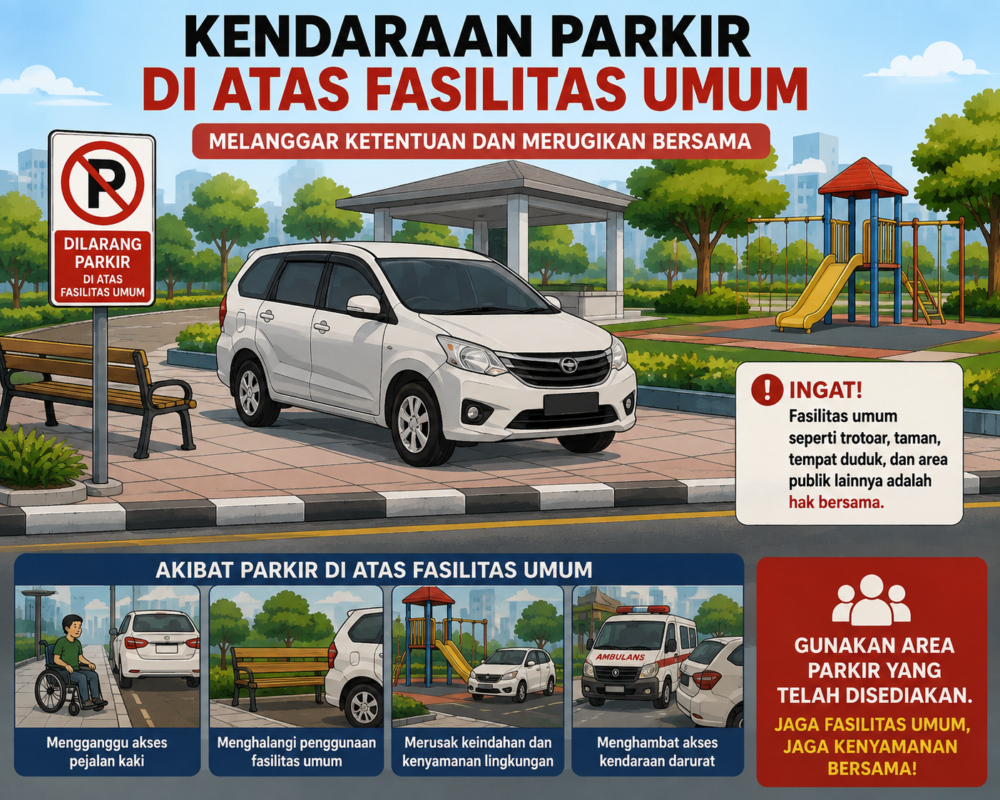 KENDARAAN PARKIR
DI ATAS FASILITAS UMUM
MELANGGAR KETENTUAN DAN MERUGIKAN BERSAMA
P
DILARANG
PARKIR
DI ATAS
FASILITAS UMUM
! INGAT!
Fasilitas umum
seperti trotoar, taman,
tempat duduk, dan area
publik lainnya adalah
hak bersama.
AKIBAT PARKIR DI ATAS FASILITAS UMUM
Mengganggu akses
pejalan kaki
Menghalangi penggunaan
fasilitas umum
Merusak keindahan dan
kenyamanan lingkungan
AMBULANS
Menghambat akses
kendaraan darurat
GUNAKAN AREA
PARKIR YANG
TELAH DISEDIAKAN.
JAGA FASILITAS UMUM,
JAGA KENYAMANAN
BERSAMA!